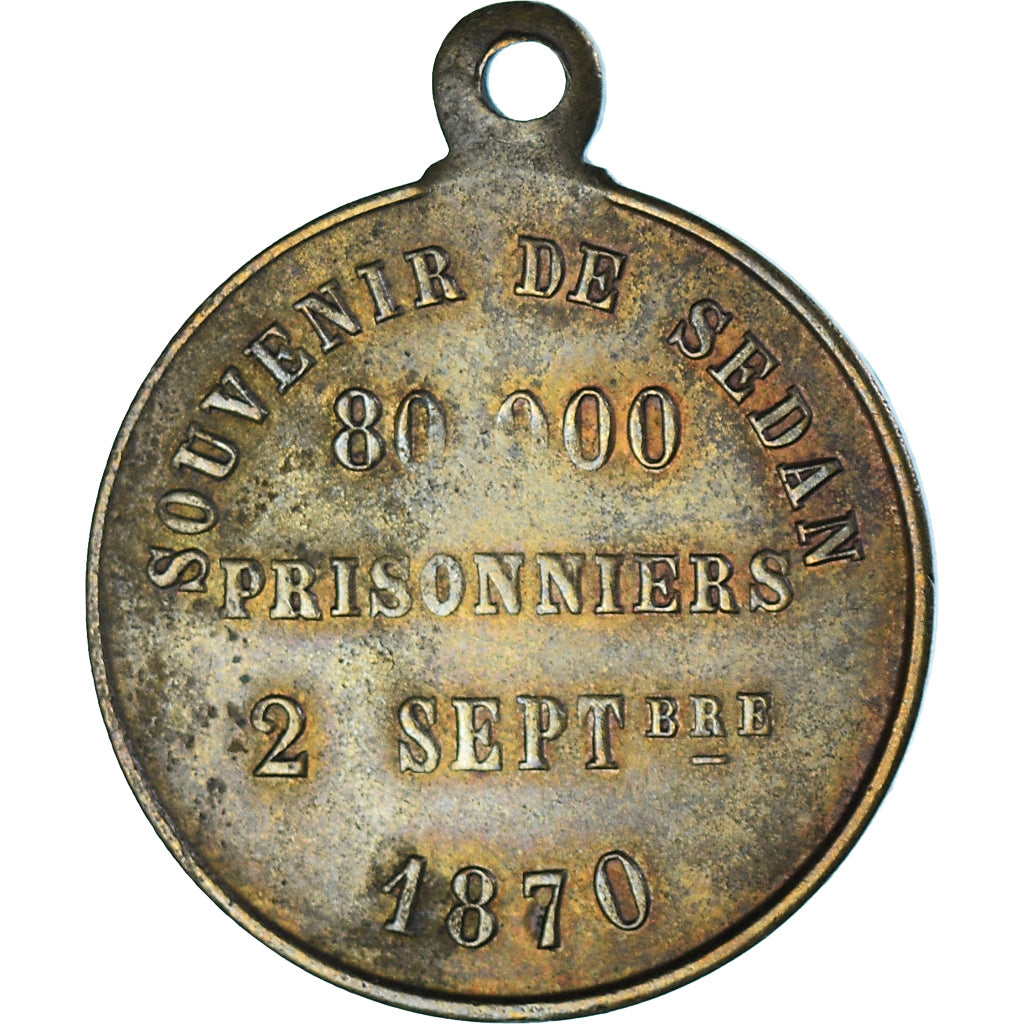 SOUVENIR DE SEDAN
80 000
PRISONNIERS
2 SEPTBRE
1870